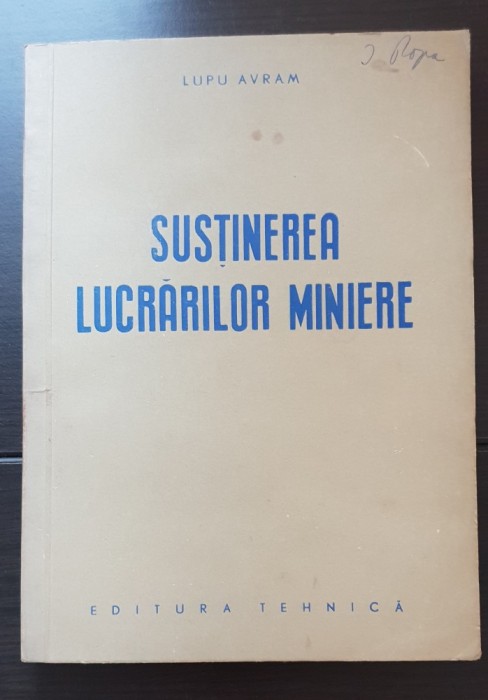 LUPU AVRAM
SUSȚINEREA
LUCRĂRILOR MINIERE
EDITURA TEHNICĂ